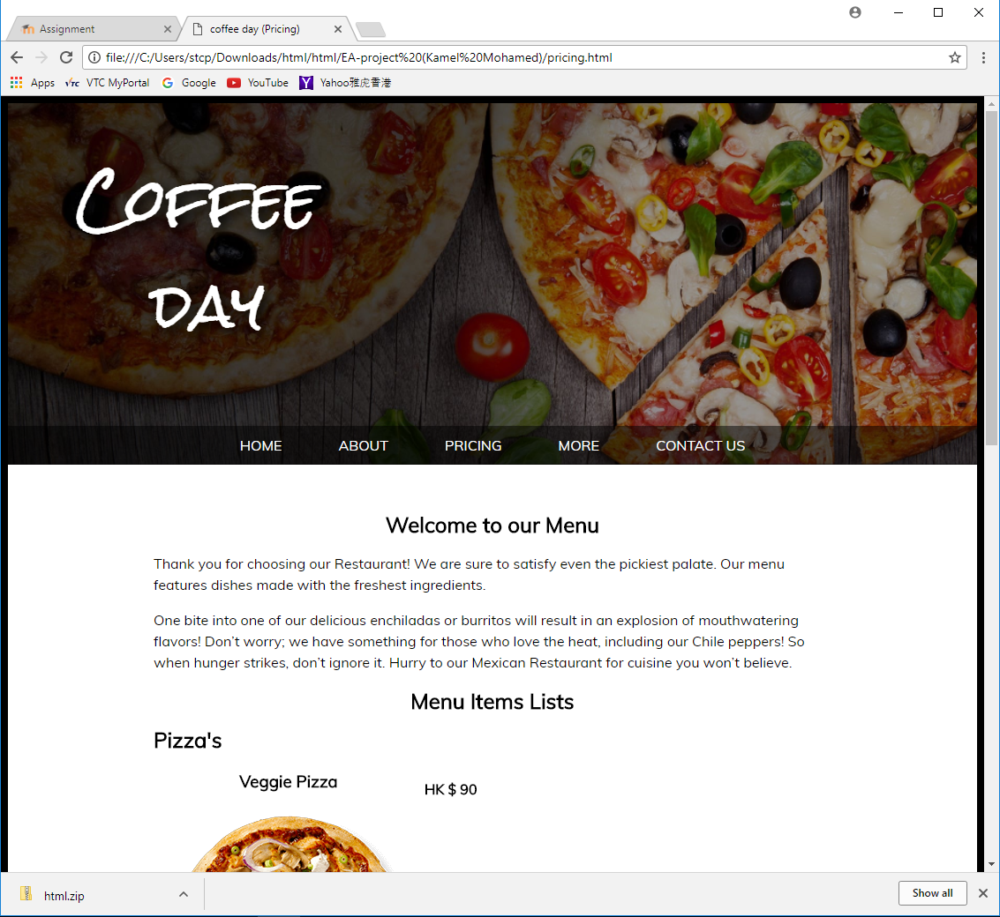 Assignment
coffee day (Pricing)
file:///C:/Users/stcp/Downloads/html/html/EA-project%20(Kamel%20Mohamed)/pricing.html
Apps VTC VTC MyPortal G Google YouTube Y Yahoo雅虎香港
COFFEE
DAY
HOME ABOUT PRICING MORE CONTACT US
Welcome to our Menu
Thank you for choosing our Restaurant! We are sure to satisfy even the pickiest palate. Our menu
features dishes made with the freshest ingredients.
One bite into one of our delicious enchiladas or burritos will result in an explosion of mouthwatering
flavors! Don’t worry; we have something for those who love the heat, including our Chile peppers! So
when hunger strikes, don’t ignore it. Hurry to our Mexican Restaurant for cuisine you won’t believe.
Menu Items Lists
Pizza's
Veggie Pizza
HK $ 90
html.zip
Show all